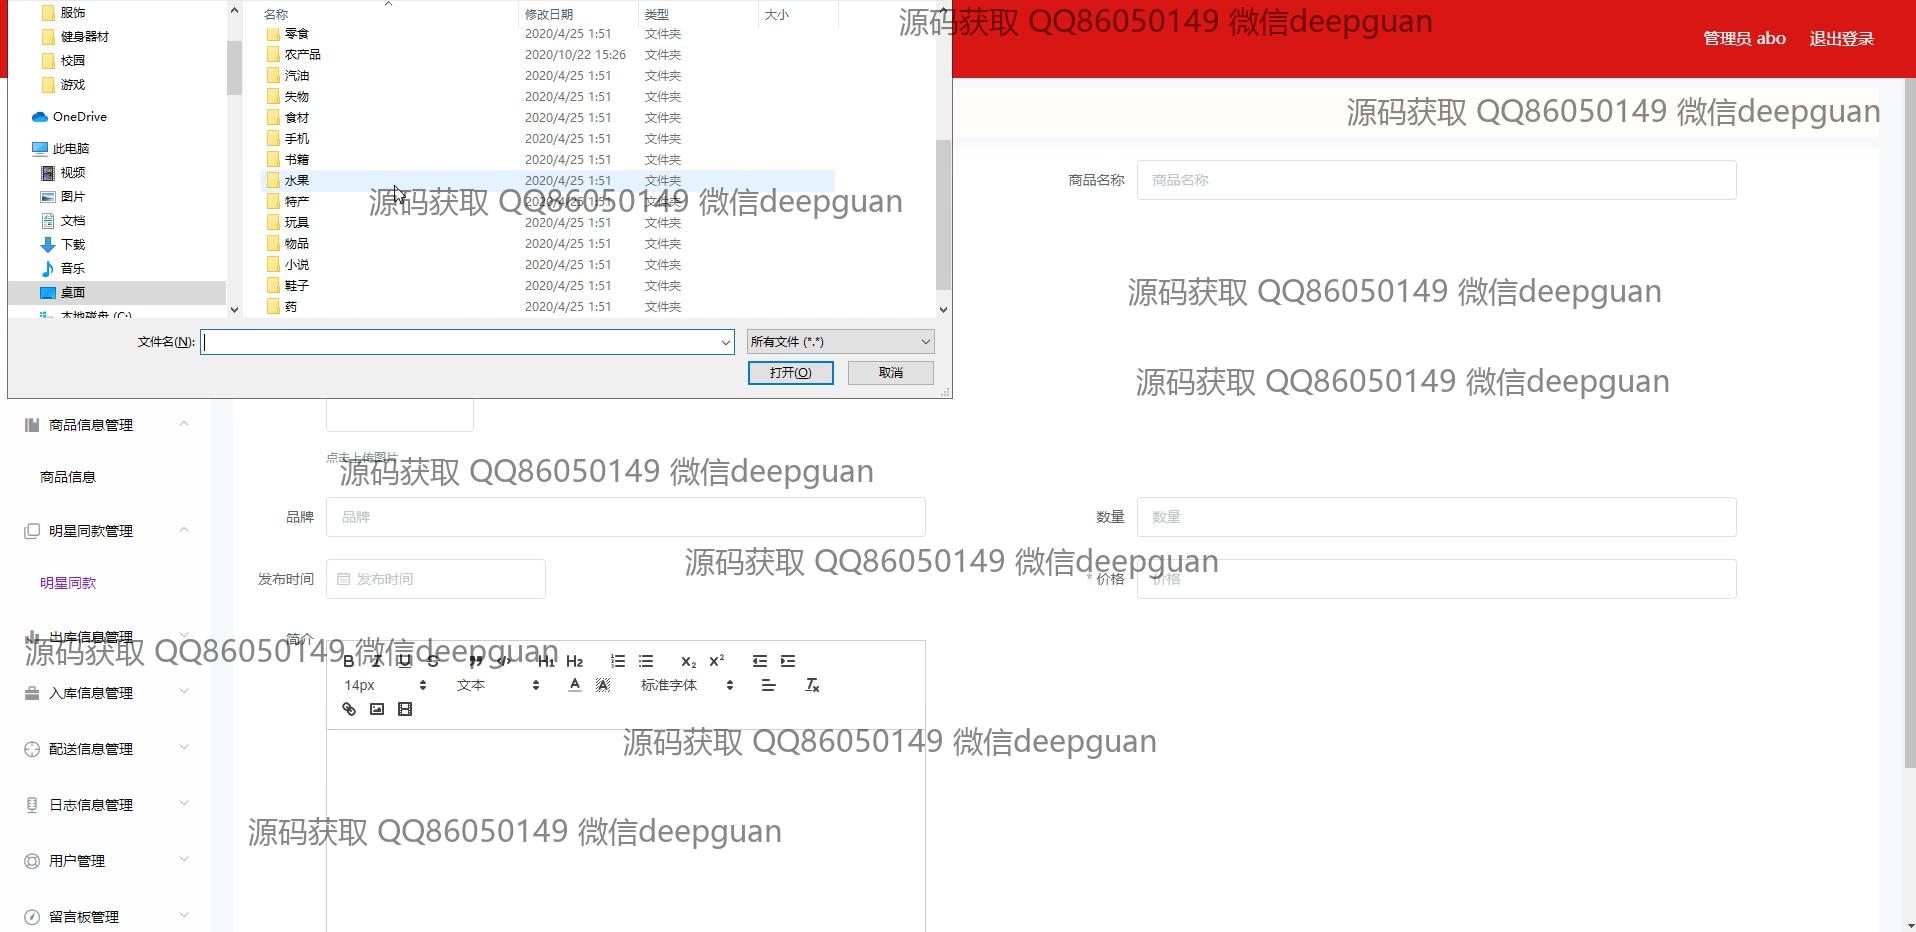 服饰
健身器材
校园
游戏
OneDrive
此电脑
视频
图片
文档
下载
音乐
桌面
本地磁盘 (C:)
名称 修改日期 类型 大小
零食 2020/4/25 1:51 文件夹
农产品 2020/10/22 15:26 文件夹
汽油 2020/4/25 1:51 文件夹
失物 2020/4/25 1:51 文件夹
食材 2020/4/25 1:51 文件夹
手机 2020/4/25 1:51 文件夹
书籍 2020/4/25 1:51 文件夹
水果 2020/4/25 1:51 文件夹
特产 2020/4/25 1:51 文件夹
玩具 2020/4/25 1:51 文件夹
物品 2020/4/25 1:51 文件夹
小说 2020/4/25 1:51 文件夹
鞋子 2020/4/25 1:51 文件夹
药 2020/4/25 1:51 文件夹
文件名(N): 所有文件 (*.*)
打开(O) 取消
源码获取 QQ86050149 微信deepguan
管理员 abo 退出登录
源码获取 QQ86050149 微信deepguan
商品名称 商品名称
源码获取 QQ86050149 微信deepguan
源码获取 QQ86050149 微信deepguan
源码获取 QQ86050149 微信deepguan
商品信息管理
商品信息
明星同款管理
明星同款
出库信息管理
入库信息管理
配送信息管理
日志信息管理
用户管理
留言板管理
点击上传图片
源码获取 QQ86050149 微信deepguan
品牌 品牌 数量 数量
源码获取 QQ86050149 微信deepguan
发布时间 发布时间 * 价格 价格
简介
源码获取 QQ86050149 微信deepguan
B I U S H1 H2 X2 X2
14px 文本 A A 标准字体 Tx
源码获取 QQ86050149 微信deepguan
源码获取 QQ86050149 微信deepguan